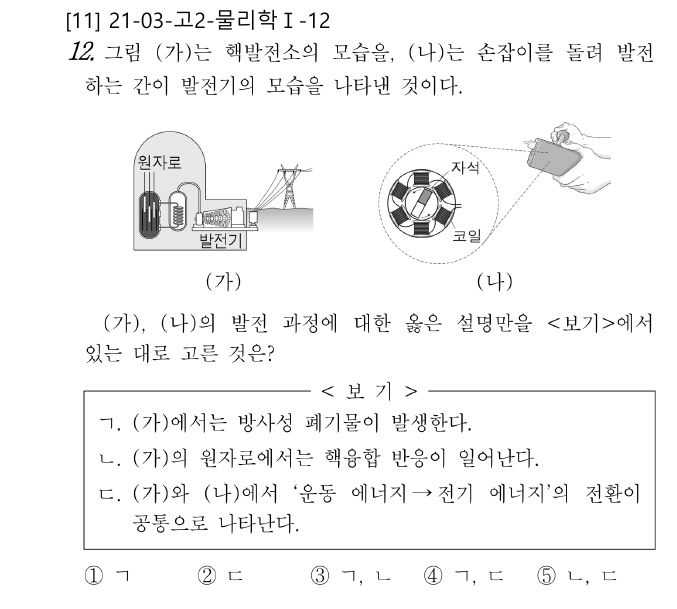 [11] 21-03-고2-물리학Ⅰ-12
12. 그림 (가)는 핵발전소의 모습을, (나)는 손잡이를 돌려 발전
하는 간이 발전기의 모습을 나타낸 것이다.
원자로
발전기
자석
코일
(가)
(나)
(가), (나)의 발전 과정에 대한 옳은 설명만을 <보기>에서
있는 대로 고른 것은?
< 보 기 >
ㄱ. (가)에서는 방사성 폐기물이 발생한다.
ㄴ. (가)의 원자로에서는 핵융합 반응이 일어난다.
ㄷ. (가)와 (나)에서 ‘운동 에너지→전기 에너지’의 전환이
공통으로 나타난다.
① ㄱ ② ㄷ ③ ㄱ, ㄴ ④ ㄱ, ㄷ ⑤ ㄴ, ㄷ